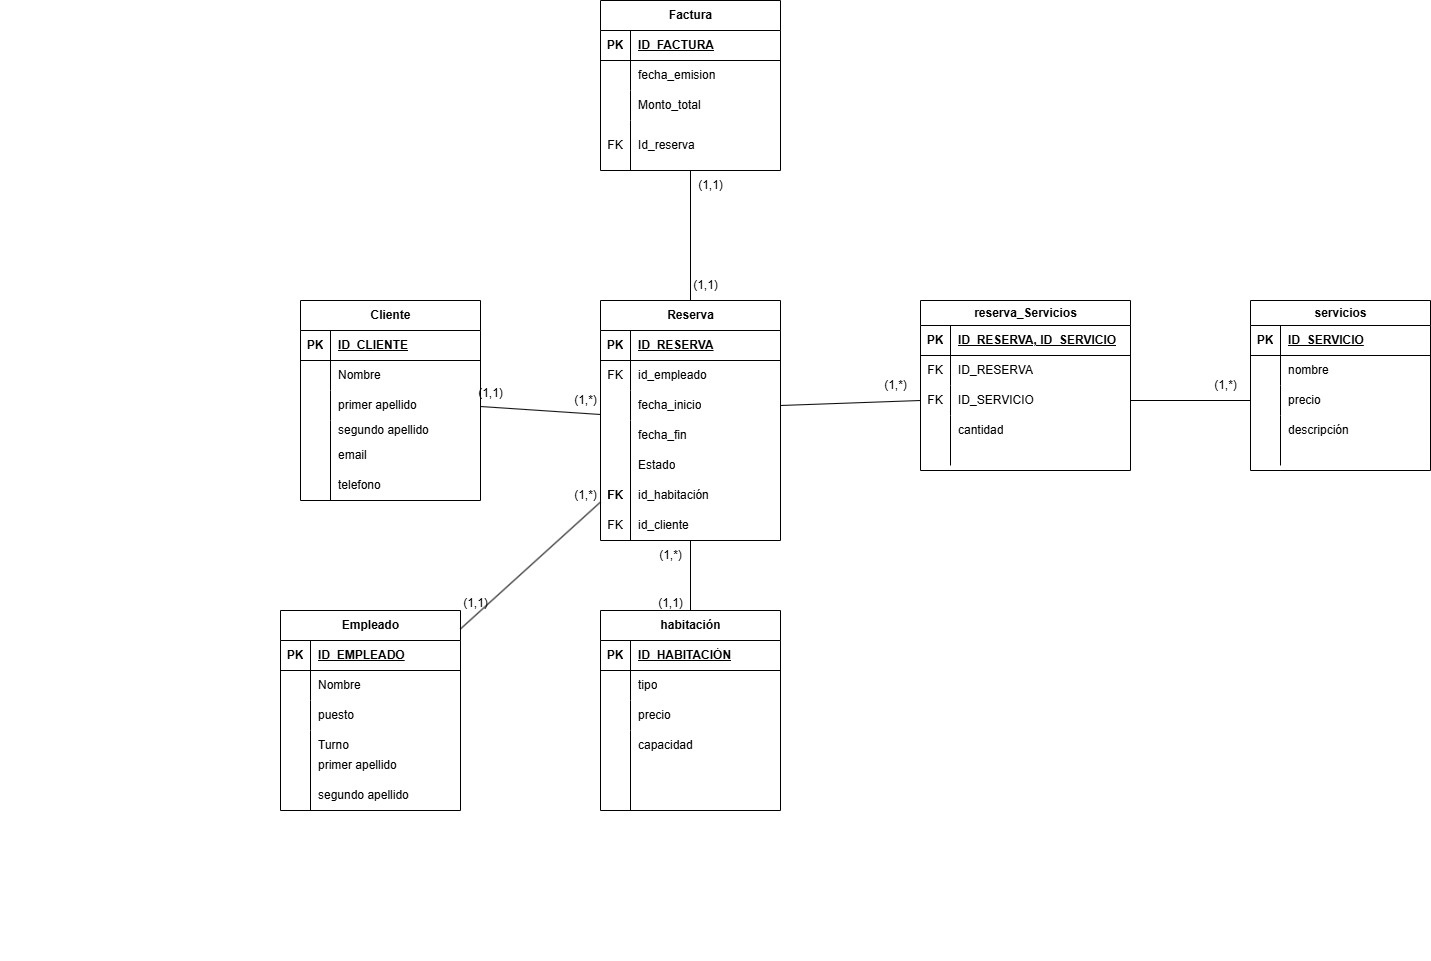 Factura
PK ID_FACTURA
fecha_emision
Monto_total
FK Id_reserva
(1,1)
(1,1)
Cliente
PK ID_CLIENTE
Nombre
primer apellido
segundo apellido
email
telefono
(1,1)
(1,*)
Reserva
PK ID_RESERVA
FK id_empleado
fecha_inicio
fecha_fin
Estado
FK id_habitación
FK id_cliente
(1,*)
(1,*)
reserva_Servicios
PK ID_RESERVA, ID_SERVICIO
FK ID_RESERVA
FK ID_SERVICIO
cantidad
(1,*)
(1,*)
servicios
PK ID_SERVICIO
nombre
precio
descripción
(1,1)
(1,1)
Empleado
PK ID_EMPLEADO
Nombre
puesto
Turno
primer apellido
segundo apellido
habitación
PK ID_HABITACIÓN
tipo
precio
capacidad